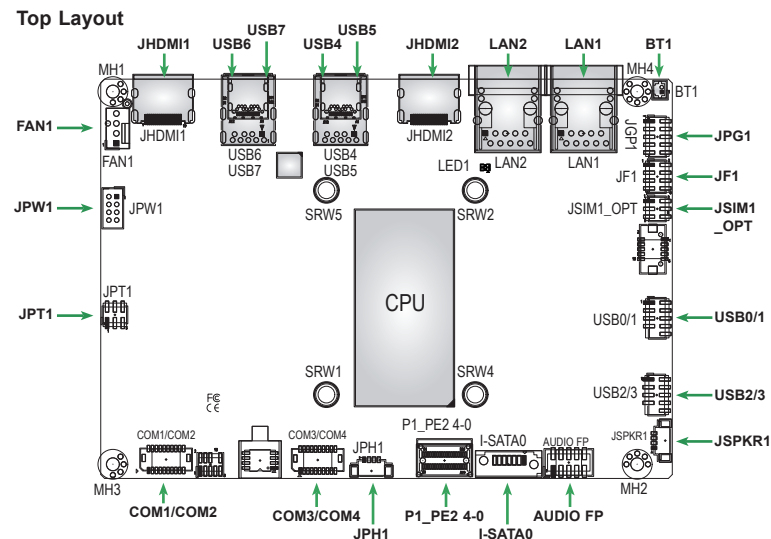 Top Layout
JHDMI1
USB6
USB7
USB4
USB5
JHDMI2
LAN2
LAN1
BT1
MH1
MH4
BT1
FAN1
JHDMI1
FAN1
USB6
USB7
USB4
USB5
JHDMI2
LED1
LAN2
LAN1
JGP1
JPG1
JF1
JF1
JSIM1_OPT
JSIM1
_OPT
JPW1
JPW1
SRW5
SRW2
JPT1
JPT1
CPU
USB0/1
USB0/1
SRW1
SRW4
USB2/3
USB2/3
FC
CE
COM1/COM2
COM3/COM4
JPH1
P1_PE2 4-0
I-SATA0
AUDIO FP
JSPKR1
JSPKR1
MH3
MH2
COM1/COM2
COM3/COM4
JPH1
P1_PE2 4-0
I-SATA0
AUDIO FP